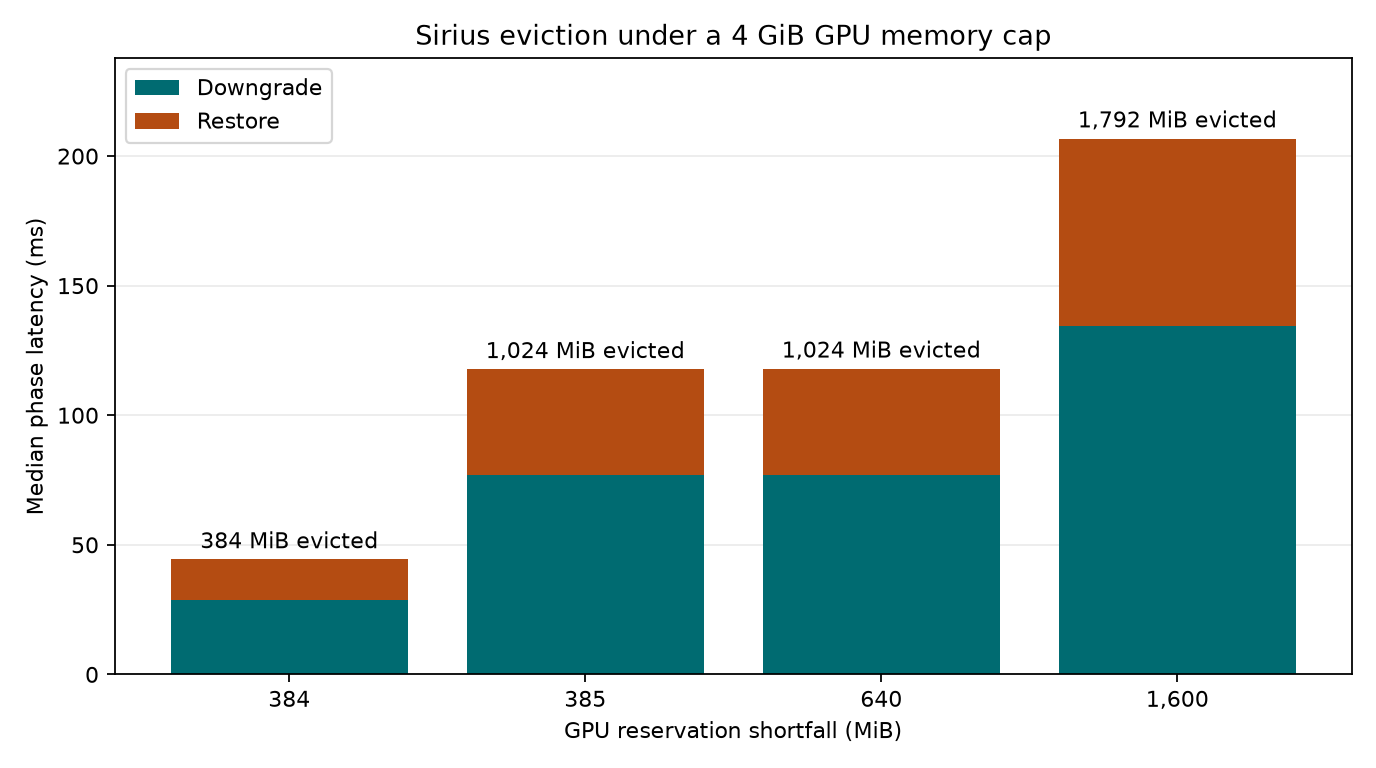 Sirius eviction under a 4 GiB GPU memory cap
Downgrade
Restore
Median phase latency (ms)
200
150
100
50
0
384 MiB evicted
1,024 MiB evicted
1,024 MiB evicted
1,792 MiB evicted
384
385
640
1,600
GPU reservation shortfall (MiB)